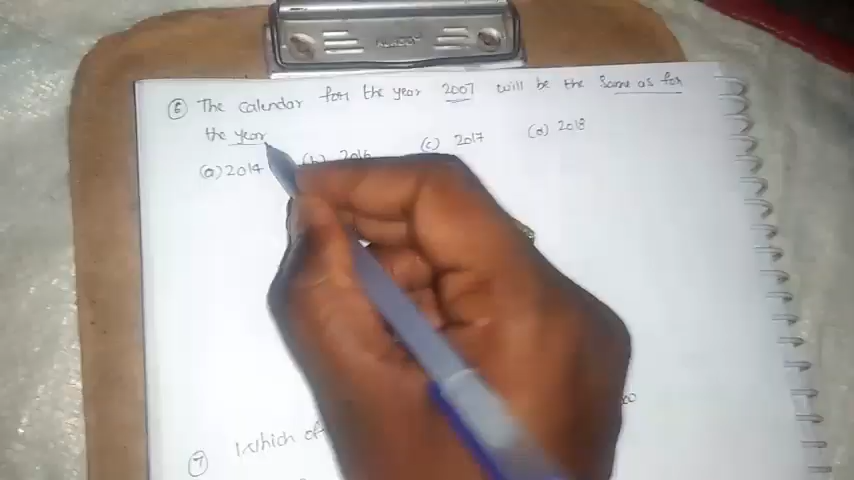 6 The calendar for the year 2007 will be the same as for
the year
(a) 2014 (b) 2016 (c) 2017 (d) 2018
7 Which of